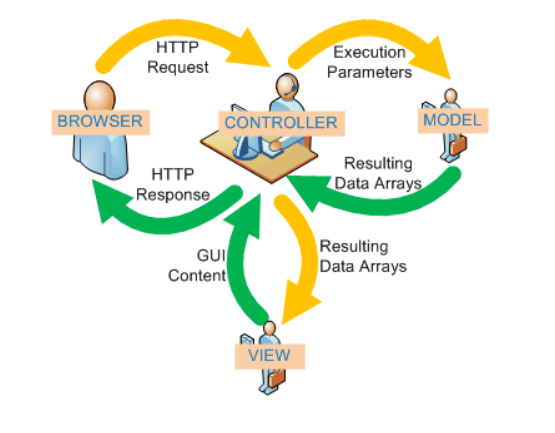 HTTP
Request
Execution
Parameters
BROWSER
CONTROLLER
MODEL
HTTP
Response
Resulting
Data Arrays
GUI
Content
Resulting
Data Arrays
VIEW